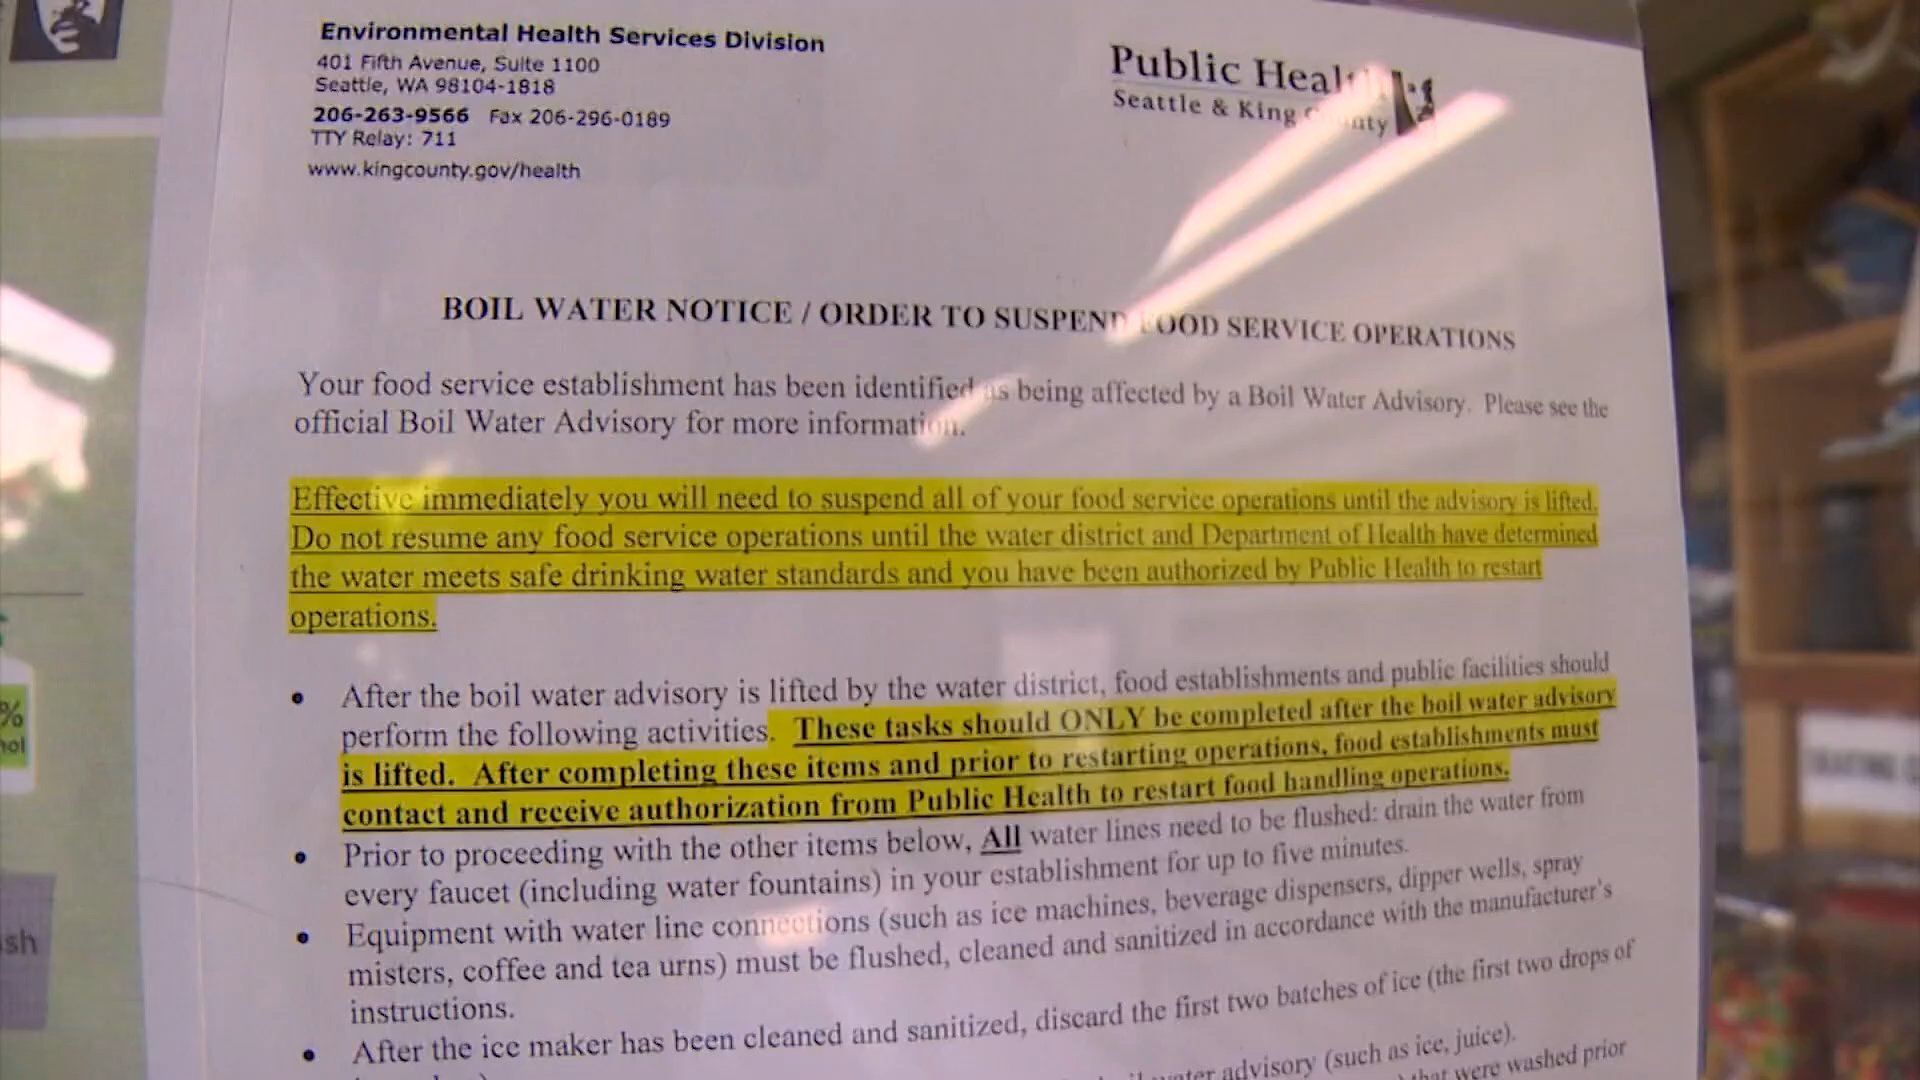 Environmental Health Services Division
401 Fifth Avenue, Suite 1100
Seattle, WA 98104-1818
206-263-9566 Fax 206-296-0189
TTY Relay: 711
www.kingcounty.gov/health
Public Health
Seattle & King County
BOIL WATER NOTICE / ORDER TO SUSPEND FOOD SERVICE OPERATIONS
Your food service establishment has been identified as being affected by a Boil Water Advisory. Please see the
official Boil Water Advisory for more information.
Effective immediately you will need to suspend all of your food service operations until the advisory is lifted.
Do not resume any food service operations until the water district and Department of Health have determined
the water meets safe drinking water standards and you have been authorized by Public Health to restart
operations.
• After the boil water advisory is lifted by the water district, food establishments and public facilities should
perform the following activities. These tasks should ONLY be completed after the boil water advisory
is lifted. After completing these items and prior to restarting operations, food establishments must
contact and receive authorization from Public Health to restart food handling operations.
• Prior to proceeding with the other items below, All water lines need to be flushed: drain the water from
every faucet (including water fountains) in your establishment for up to five minutes.
• Equipment with water line connections (such as ice machines, beverage dispensers, dipper wells, spray
misters, coffee and tea urns) must be flushed, cleaned and sanitized in accordance with the manufacturer's
instructions.
• After the ice maker has been cleaned and sanitized, discard the first two batches of ice (the first two drops of
water advisory (such as ice, juice).
that were washed prior